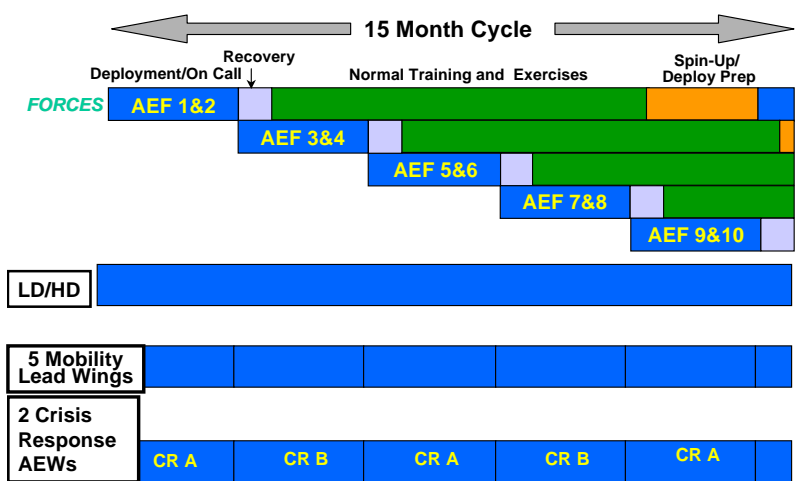 15 Month Cycle
Recovery
Spin-Up/
Deployment/On Call
Normal Training and Exercises
Deploy Prep
FORCES
AEF 1&2
AEF 3&4
AEF 5&6
AEF 7&8
AEF 9&10
LD/HD
5 Mobility
Lead Wings
2 Crisis
Response
AEWs
CR A
CR B
CR A
CR B
CR A